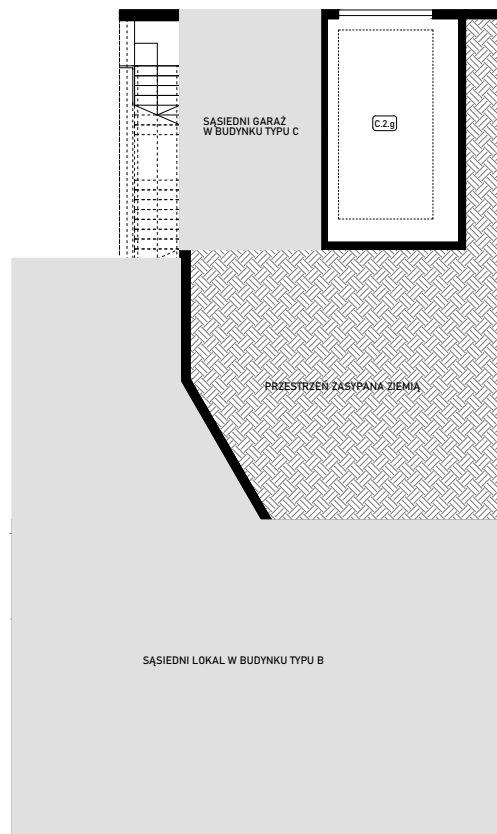 SĄSIEDNI GARAŻ
W BUDYNKU TYPU C
C.2.g
PRZESTRZEŃ ZASYPANA ZIEMIĄ
SĄSIEDNI LOKAL W BUDYNKU TYPU B